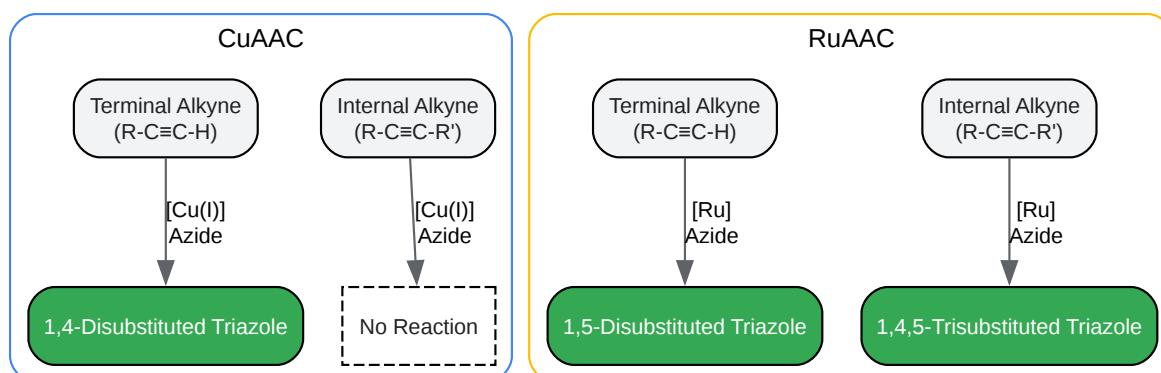 CuAAC
Terminal Alkyne
(R-C≡C-H)
Internal Alkyne
(R-C≡C-R')
[Cu(I)]
Azide
[Cu(I)]
Azide
1,4-Disubstituted Triazole
No Reaction
RuAAC
Terminal Alkyne
(R-C≡C-H)
Internal Alkyne
(R-C≡C-R')
[Ru]
Azide
[Ru]
Azide
1,5-Disubstituted Triazole
1,4,5-Trisubstituted Triazole